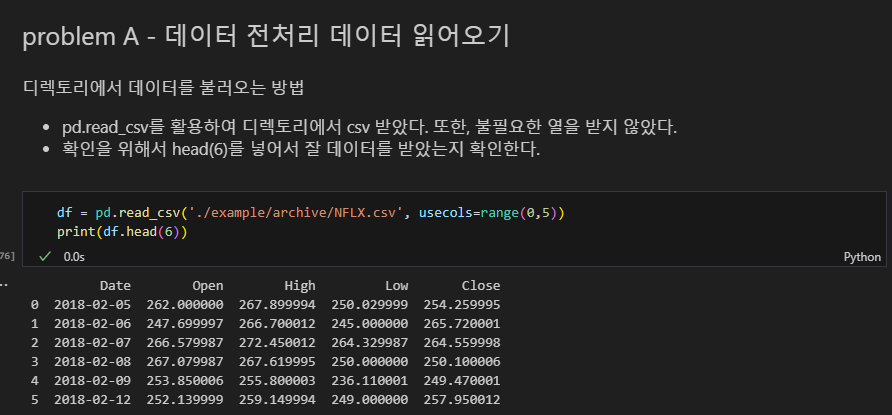 problem A - 데이터 전처리 데이터 읽어오기
디렉토리에서 데이터를 불러오는 방법
• pd.read_csv를 활용하여 디렉토리에서 csv 받았다. 또한, 불필요한 열을 받지 않았다.
• 확인을 위해서 head(6)를 넣어서 잘 데이터를 받았는지 확인한다.
df = pd.read_csv('./example/archive/NFLX.csv', usecols=range(0,5))
print(df.head(6))
76] ✓ 0.0s Python
.. Date Open High Low Close
0 2018-02-05 262.000000 267.899994 250.029999 254.259995
1 2018-02-06 247.699997 266.700012 245.000000 265.720001
2 2018-02-07 266.579987 272.450012 264.329987 264.559998
3 2018-02-08 267.079987 267.619995 250.000000 250.100006
4 2018-02-09 253.850006 255.800003 236.110001 249.470001
5 2018-02-12 252.139999 259.149994 249.000000 257.950012